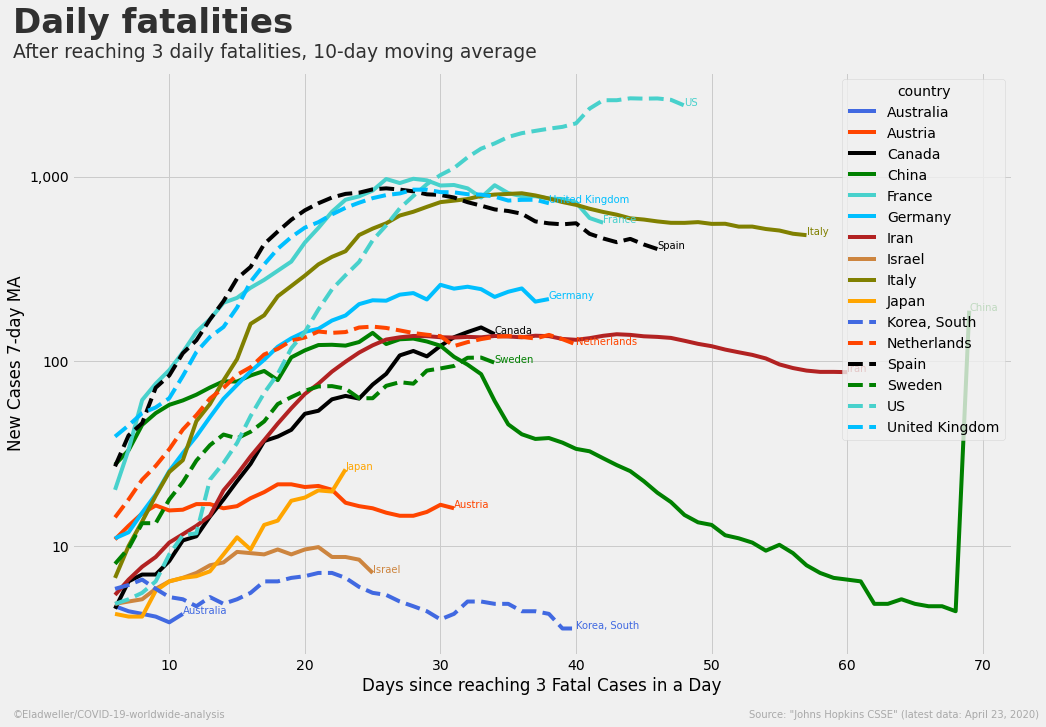 Daily fatalities
After reaching 3 daily fatalities, 10-day moving average
country
Australia
Austria
Canada
China
France
Germany
Iran
Israel
Italy
Japan
Korea, South
Netherlands
Spain
Sweden
US
United Kingdom
New Cases 7-day MA
1,000
100
10
US
United Kingdom
France
Italy
Spain
Germany
China
Canada
Netherlands
Sweden
Iran
Japan
Austria
Israel
Australia
Korea, South
10
20
30
40
50
60
70
Days since reaching 3 Fatal Cases in a Day
©Eladweller/COVID-19-worldwide-analysis
Source: "Johns Hopkins CSSE" (latest data: April 23, 2020)